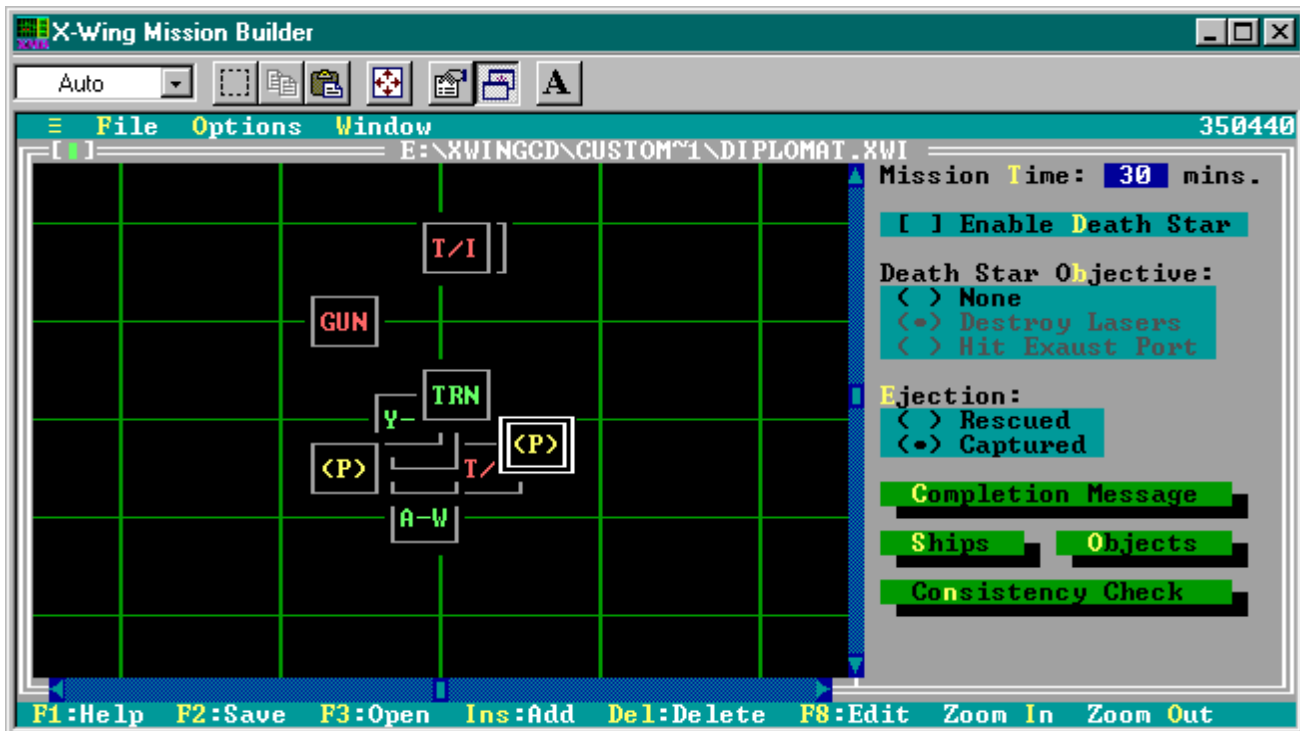 X-Wing Mission Builder
Auto
A
≡ File Options Window 350440
E:\XWINGCD\CUSTOM~1\DIPLOMAT.XWI
Mission Time: 30 mins.
[ ] Enable Death Star
T/I
Death Star Objective:
( ) None
GUN
(•) Destroy Lasers
( ) Hit Exaust Port
TRN
Ejection:
Y-
( ) Rescued
(P)
(•) Captured
(P)
T/
Completion Message
A-W
Ships Objects
Consistency Check
F1:Help F2:Save F3:Open Ins:Add Del:Delete F8:Edit Zoom In Zoom Out